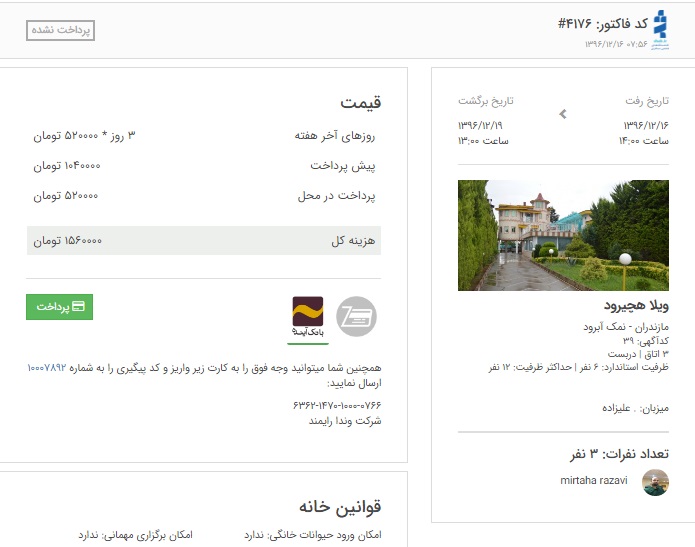 کد فاکتور: ۴۱۷۶#
۱۳۹۶/۱۲/۱۶ ۰۷:۵۶
پرداخت نشده
تاریخ رفت
تاریخ برگشت
۱۳۹۶/۱۲/۱۶
۱۳۹۶/۱۲/۱۹
ساعت ۱۴:۰۰
ساعت ۱۳:۰۰
ویلا هچیرود
مازندران - نمک آبرود
کدآگهی: ۳۹
۳ اتاق | دربست
ظرفیت استاندارد: ۶ نفر | حداکثر ظرفیت: ۱۲ نفر
میزبان: . علیزاده
تعداد نفرات: ۳ نفر
mirtaha razavi
قیمت
روزهای آخر هفته
۳ روز * ۵۲۰۰۰۰ تومان
پیش پرداخت
۱۰۴۰۰۰۰ تومان
پرداخت در محل
۵۲۰۰۰۰ تومان
هزینه کل
۱۵۶۰۰۰۰ تومان
بانک آینده
پرداخت
همچنین شما میتوانید وجه فوق را به کارت زیر واریز و کد پیگیری را به شماره ۱۰۰۰۷۸۹۲
ارسال نمایید:
۶۳۶۲-۱۴۷۰-۱۰۰۰-۰۷۶۶
شرکت وندا رایمند
قوانین خانه
امکان ورود حیوانات خانگی: ندارد
امکان برگزاری مهمانی: ندارد